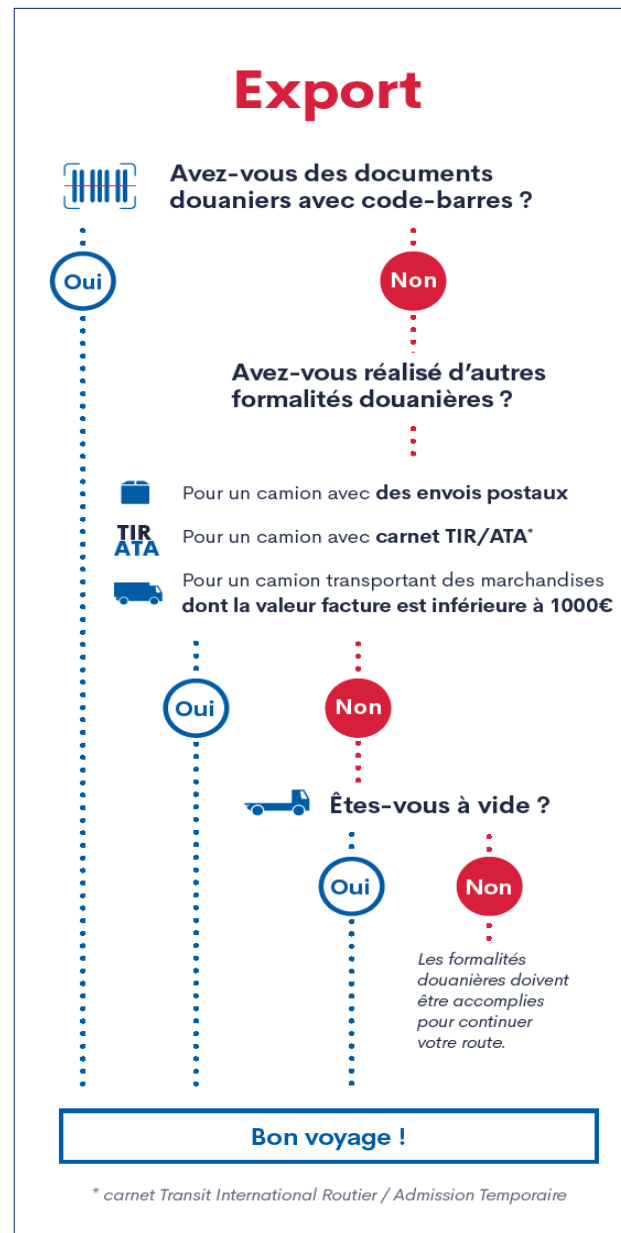 Export
Avez-vous des documents
douaniers avec code-barres ?
Oui
Non
Avez-vous réalisé d’autres
formalités douanières ?
Pour un camion avec des envois postaux
TIR
ATA
Pour un camion avec carnet TIR/ATA*
Pour un camion transportant des marchandises
dont la valeur facture est inférieure à 1000€
Oui
Non
Êtes-vous à vide ?
Oui
Non
Les formalités
douanières doivent
être accomplies
pour continuer
votre route.
Bon voyage !
* carnet Transit International Routier / Admission Temporaire